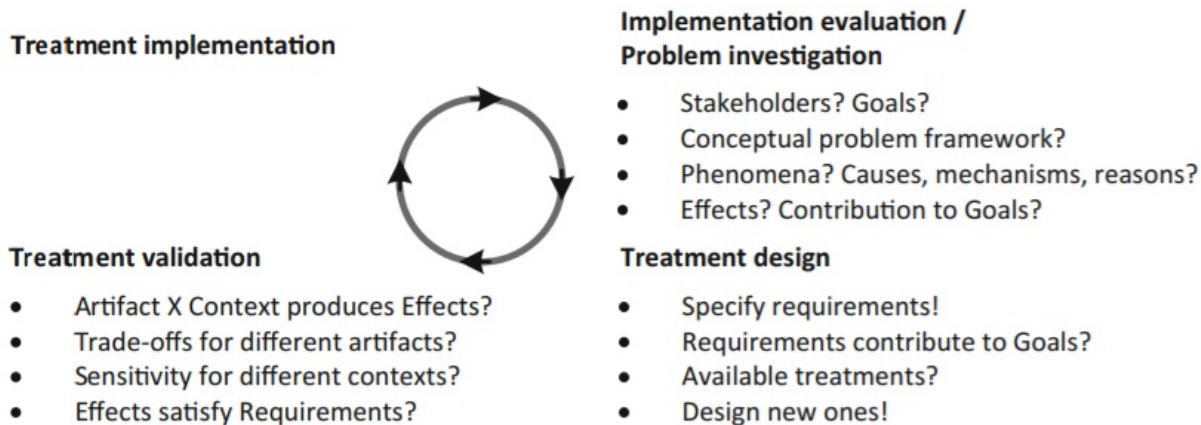 Treatment implementation
Implementation evaluation /
Problem investigation
• Stakeholders? Goals?
• Conceptual problem framework?
• Phenomena? Causes, mechanisms, reasons?
• Effects? Contribution to Goals?
Treatment validation
• Artifact X Context produces Effects?
• Trade-offs for different artifacts?
• Sensitivity for different contexts?
• Effects satisfy Requirements?
Treatment design
• Specify requirements!
• Requirements contribute to Goals?
• Available treatments?
• Design new ones!